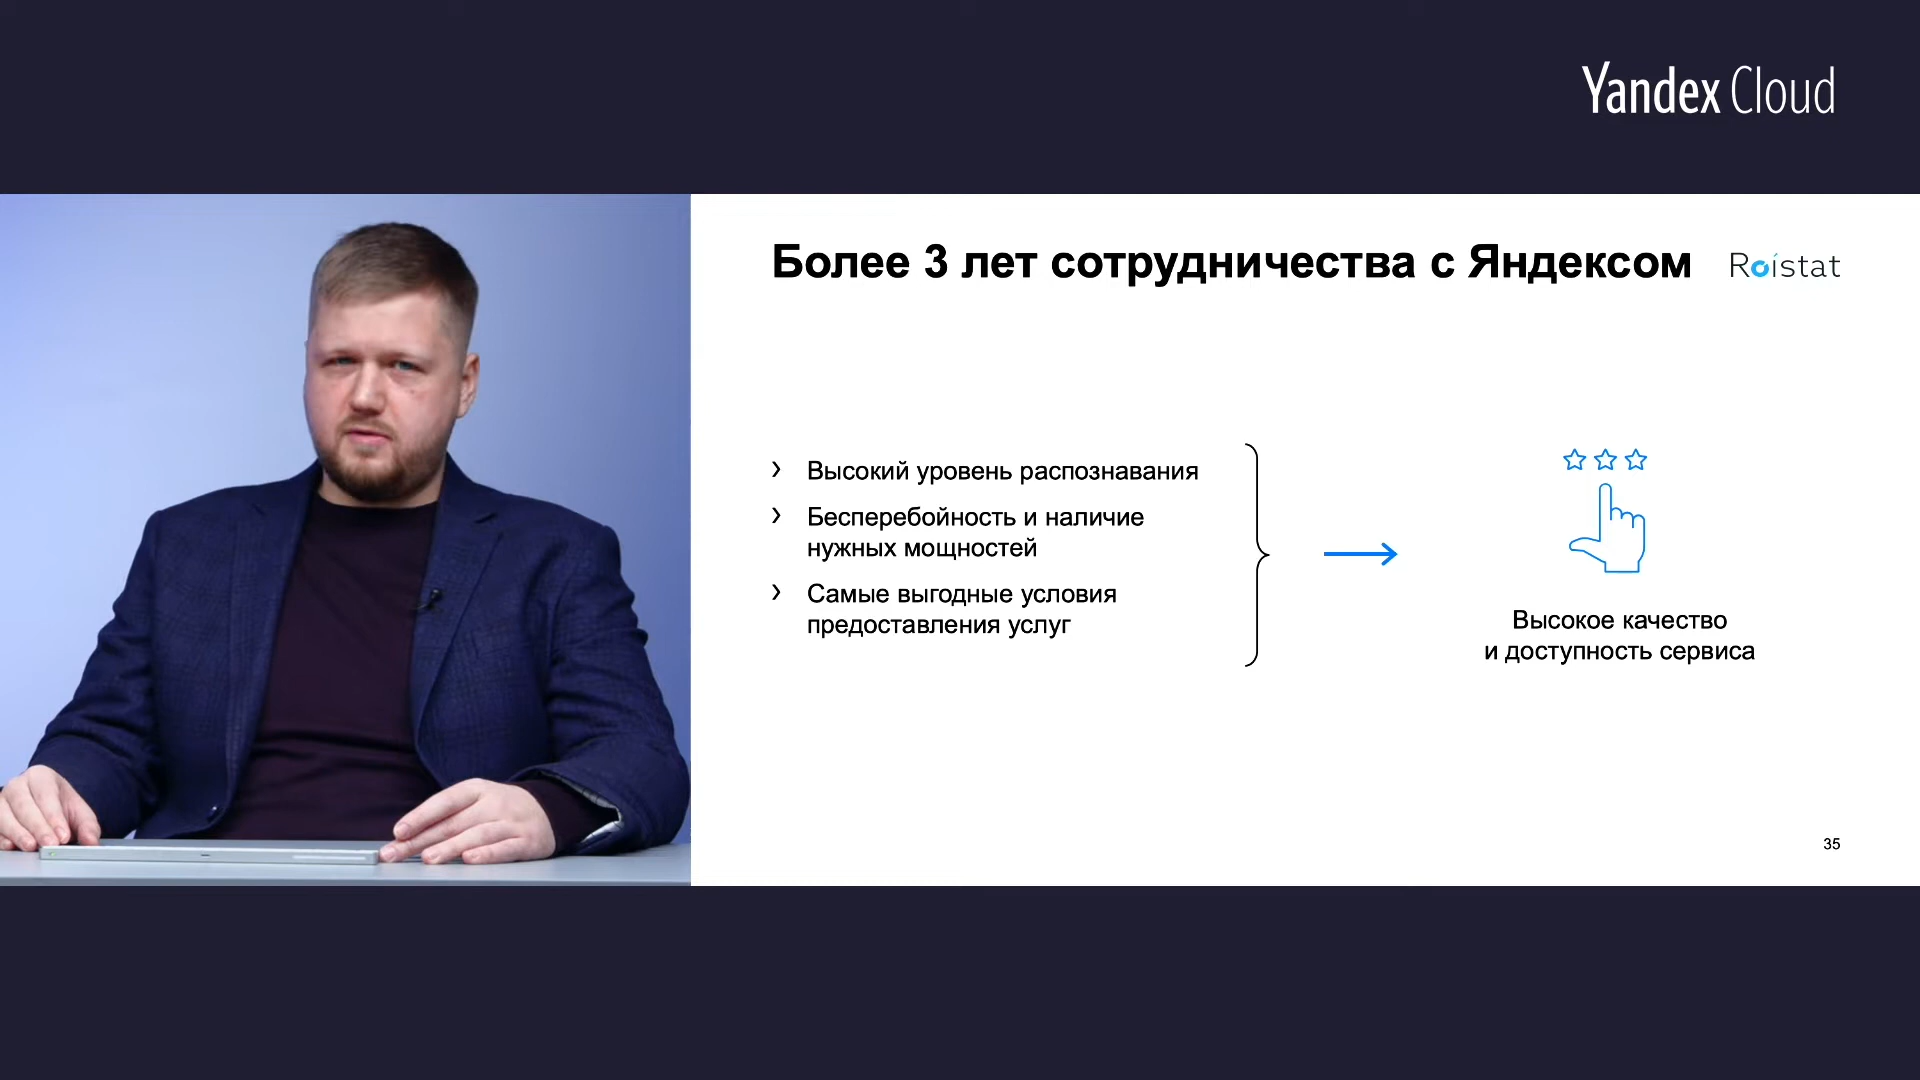 Yandex Cloud
Более 3 лет сотрудничества с Яндексом
Roistat
Высокий уровень распознавания
Бесперебойность и наличие
нужных мощностей
Самые выгодные условия
предоставления услуг
Высокое качество
и доступность сервиса
35